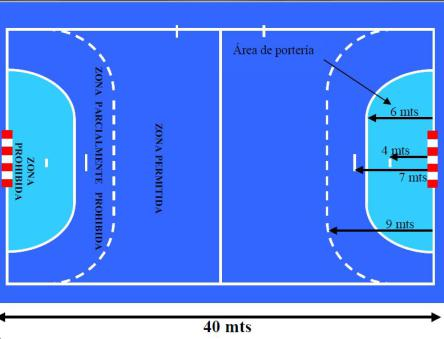 Área de portería
6 mts
4 mts
7 mts
9 mts
ZONA PROHIBIDA
ZONA PARCIALMENTE PROHIBIDA
ZONA PERMITIDA
40 mts